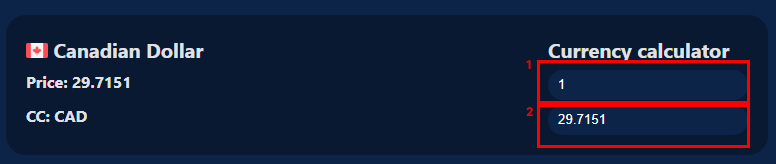 Canadian Dollar
Price: 29.7151
CC: CAD
Currency calculator
1
1
2
29.7151